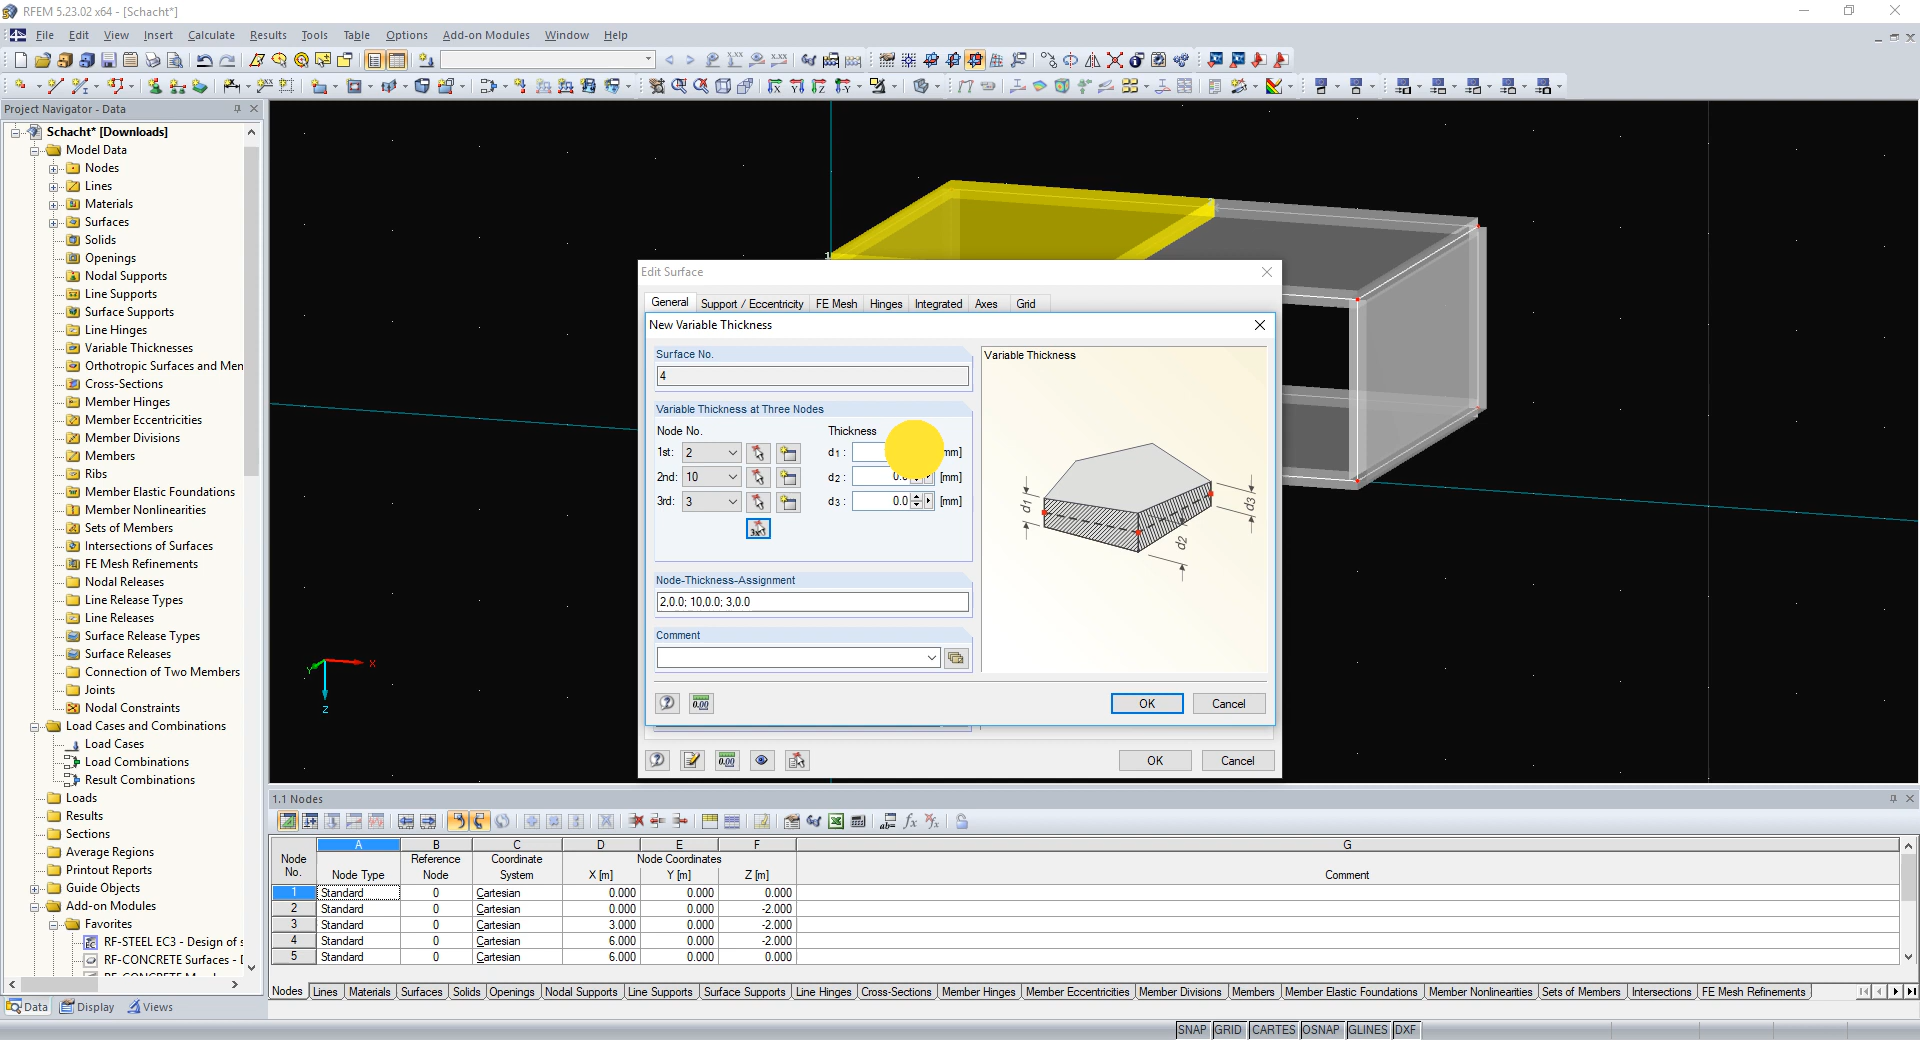 RFEM 5.23.02 x64 - [Schacht*]
File Edit View Insert Calculate Results Tools Table Options Add-on Modules Window Help
Project Navigator - Data
Schacht* [Downloads]
Model Data
Nodes
Lines
Materials
Surfaces
Solids
Openings
Nodal Supports
Line Supports
Surface Supports
Line Hinges
Variable Thicknesses
Orthotropic Surfaces and Mem
Cross-Sections
Member Hinges
Member Eccentricities
Member Divisions
Members
Ribs
Member Elastic Foundations
Member Nonlinearities
Sets of Members
Intersections of Surfaces
FE Mesh Refinements
Nodal Releases
Line Release Types
Line Releases
Surface Release Types
Surface Releases
Connection of Two Members
Joints
Nodal Constraints
Load Cases and Combinations
Load Cases
Load Combinations
Result Combinations
Loads
Results
Sections
Average Regions
Printout Reports
Guide Objects
Add-on Modules
Favorites
RF-STEEL EC3 - Design of s
RF-CONCRETE Surfaces - D
Data Display Views
1
X
Y
Z
Edit Surface
General Support / Eccentricity FE Mesh Hinges Integrated Axes Grid
New Variable Thickness
Surface No.
4
Variable Thickness at Three Nodes
Node No. Thickness
1st: 2 d1 : mm]
2nd: 10 d2 : 0.0 [mm]
3rd: 3 d3 : 0.0 [mm]
3x
Node-Thickness-Assignment
2,0.0; 10,0.0; 3,0.0
Comment
Variable Thickness
d1
d2
d3
0.00
OK Cancel
0.00
OK Cancel
1.1 Nodes
A B C D E F G
Node No. Node Type Reference Node Coordinate System Node Coordinates X [m] Y [m] Z [m] Comment
1 Standard 0 Cartesian 0.000 0.000 0.000
2 Standard 0 Cartesian 0.000 0.000 -2.000
3 Standard 0 Cartesian 3.000 0.000 -2.000
4 Standard 0 Cartesian 6.000 0.000 -2.000
5 Standard 0 Cartesian 6.000 0.000 0.000
Nodes Lines Materials Surfaces Solids Openings Nodal Supports Line Supports Surface Supports Line Hinges Cross-Sections Member Hinges Member Eccentricities Member Divisions Members Member Elastic Foundations Member Nonlinearities Sets of Members Intersections FE Mesh Refinements
SNAP GRID CARTES OSNAP GLINES DXF